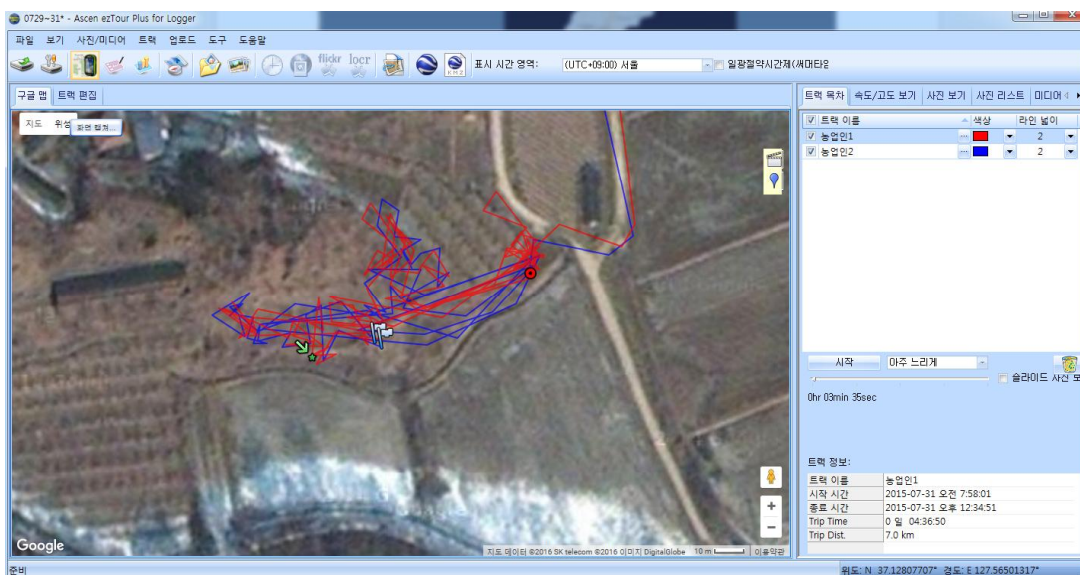 0729~31* - Ascen ezTour Plus for Logger
파일 보기 사진/미디어 트랙 업로드 도구 도움말
flickr locr KMZ 표시 시간 영역: (UTC+09:00) 서울 일광절약시간제(써머타임
구글 맵 트랙 편집
트랙 목차 속도/고도 보기 사진 보기 사진 리스트 미디어
지도 위성 화면 캡쳐...
트랙 이름 색상 라인 넓이
농업인1 ... 2
농업인2 ... 2
시작 아주 느리게
슬라이드 사진 모
0hr 03min 35sec
트랙 정보:
트랙 이름 농업인1
시작 시간 2015-07-31 오전 7:58:01
종료 시간 2015-07-31 오후 12:34:51
Trip Time 0 일 04:36:50
Trip Dist. 7.0 km
Google
지도 데이터 ©2016 SK telecom ©2016 이미지 DigitalGlobe 10 m 이용약관
준비
위도: N 37.12807707° 경도: E 127.56501317°